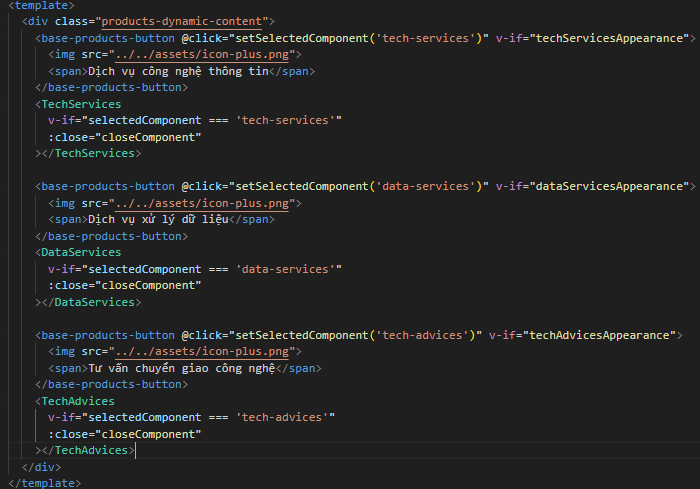 <template>
<div class="products-dynamic-content">
<base-products-button @click="setSelectedComponent('tech-services')" v-if="techServicesAppearance">
<img src="../../assets/icon-plus.png">
<span>Dịch vụ công nghệ thông tin</span>
</base-products-button>
<TechServices
v-if="selectedComponent === 'tech-services'"
:close="closeComponent"
></TechServices>
<base-products-button @click="setSelectedComponent('data-services')" v-if="dataServicesAppearance">
<img src="../../assets/icon-plus.png">
<span>Dịch vụ xử lý dữ liệu</span>
</base-products-button>
<DataServices
v-if="selectedComponent === 'data-services'"
:close="closeComponent"
></DataServices>
<base-products-button @click="setSelectedComponent('tech-advices')" v-if="techAdvicesAppearance">
<img src="../../assets/icon-plus.png">
<span>Tư vấn chuyển giao công nghệ</span>
</base-products-button>
<TechAdvices
v-if="selectedComponent === 'tech-advices'"
:close="closeComponent"
></TechAdvices>
</div>
</template>